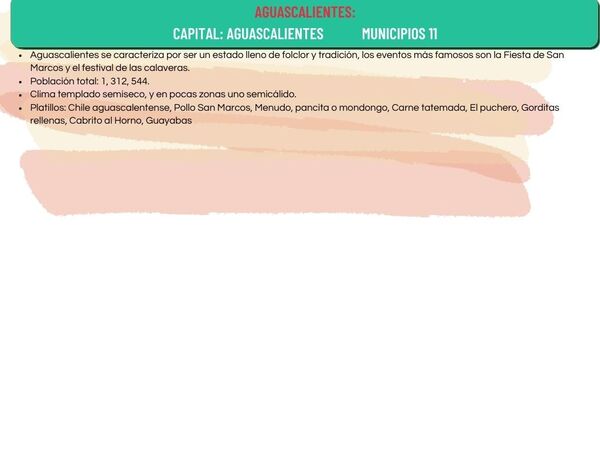 AGUASCALIENTES:
CAPITAL: AGUASCALIENTES MUNICIPIOS 11
• Aguascalientes se caracteriza por ser un estado lleno de folclor y tradición, los eventos más famosos son la Fiesta de San
Marcos y el festival de las calaveras.
• Población total: 1, 312, 544.
• Clima templado semiseco, y en pocas zonas uno semicálido.
• Platillos: Chile aguascalentense, Pollo San Marcos, Menudo, pancita o mondongo, Carne tatemada, El puchero, Gorditas
rellenas, Cabrito al Horno, Guayabas